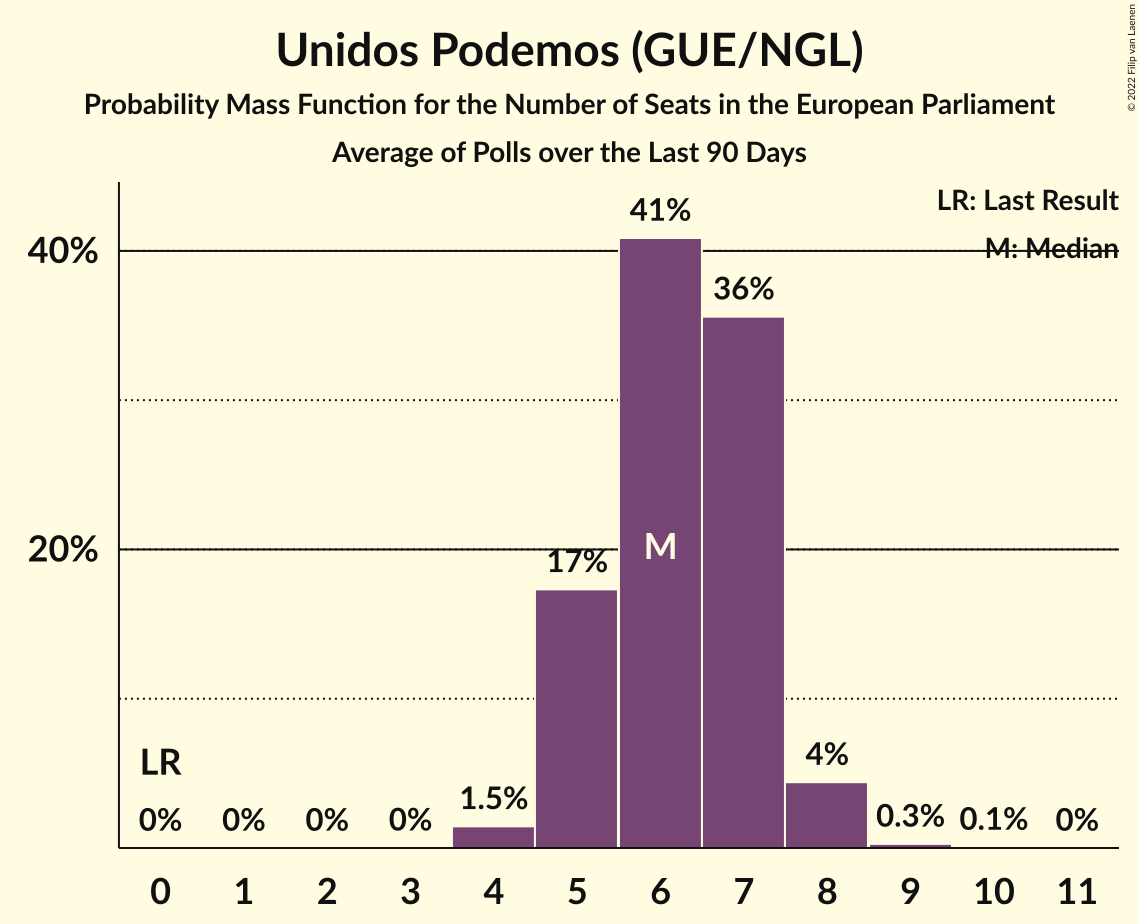 Unidos Podemos (GUE/NGL)
Probability Mass Function for the Number of Seats in the European Parliament
Average of Polls over the Last 90 Days
© 2022 Filip van Laenen
LR: Last Result
M: Median
41%
40%
36%
20%
17%
M
LR
4%
1.5%
0% 0% 0% 0% 0.3% 0.1% 0%
0 1 2 3 4 5 6 7 8 9 10 11